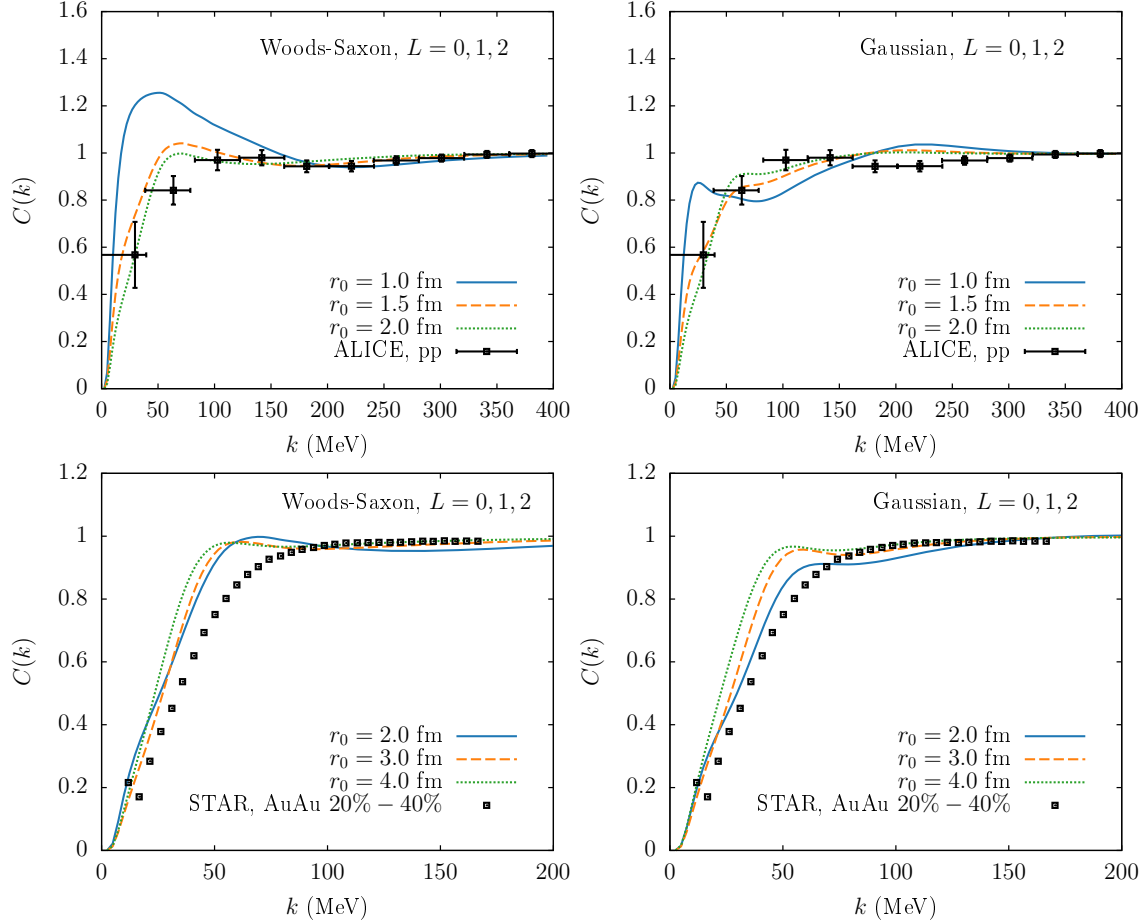 1.6
1.4
1.2
1
0.8
0.6
0.4
0.2
0
C(k)
Woods-Saxon, L = 0, 1, 2
r₀ = 1.0 fm
r₀ = 1.5 fm
r₀ = 2.0 fm
ALICE, pp
0 50 100 150 200 250 300 350 400
k (MeV)
1.6
1.4
1.2
1
0.8
0.6
0.4
0.2
0
C(k)
Gaussian, L = 0, 1, 2
r₀ = 1.0 fm
r₀ = 1.5 fm
r₀ = 2.0 fm
ALICE, pp
0 50 100 150 200 250 300 350 400
k (MeV)
1.2
1
0.8
0.6
0.4
0.2
0
C(k)
Woods-Saxon, L = 0, 1, 2
r₀ = 2.0 fm
r₀ = 3.0 fm
r₀ = 4.0 fm
STAR, AuAu 20% − 40%
0 50 100 150 200
k (MeV)
1.2
1
0.8
0.6
0.4
0.2
0
C(k)
Gaussian, L = 0, 1, 2
r₀ = 2.0 fm
r₀ = 3.0 fm
r₀ = 4.0 fm
STAR, AuAu 20% − 40%
0 50 100 150 200
k (MeV)